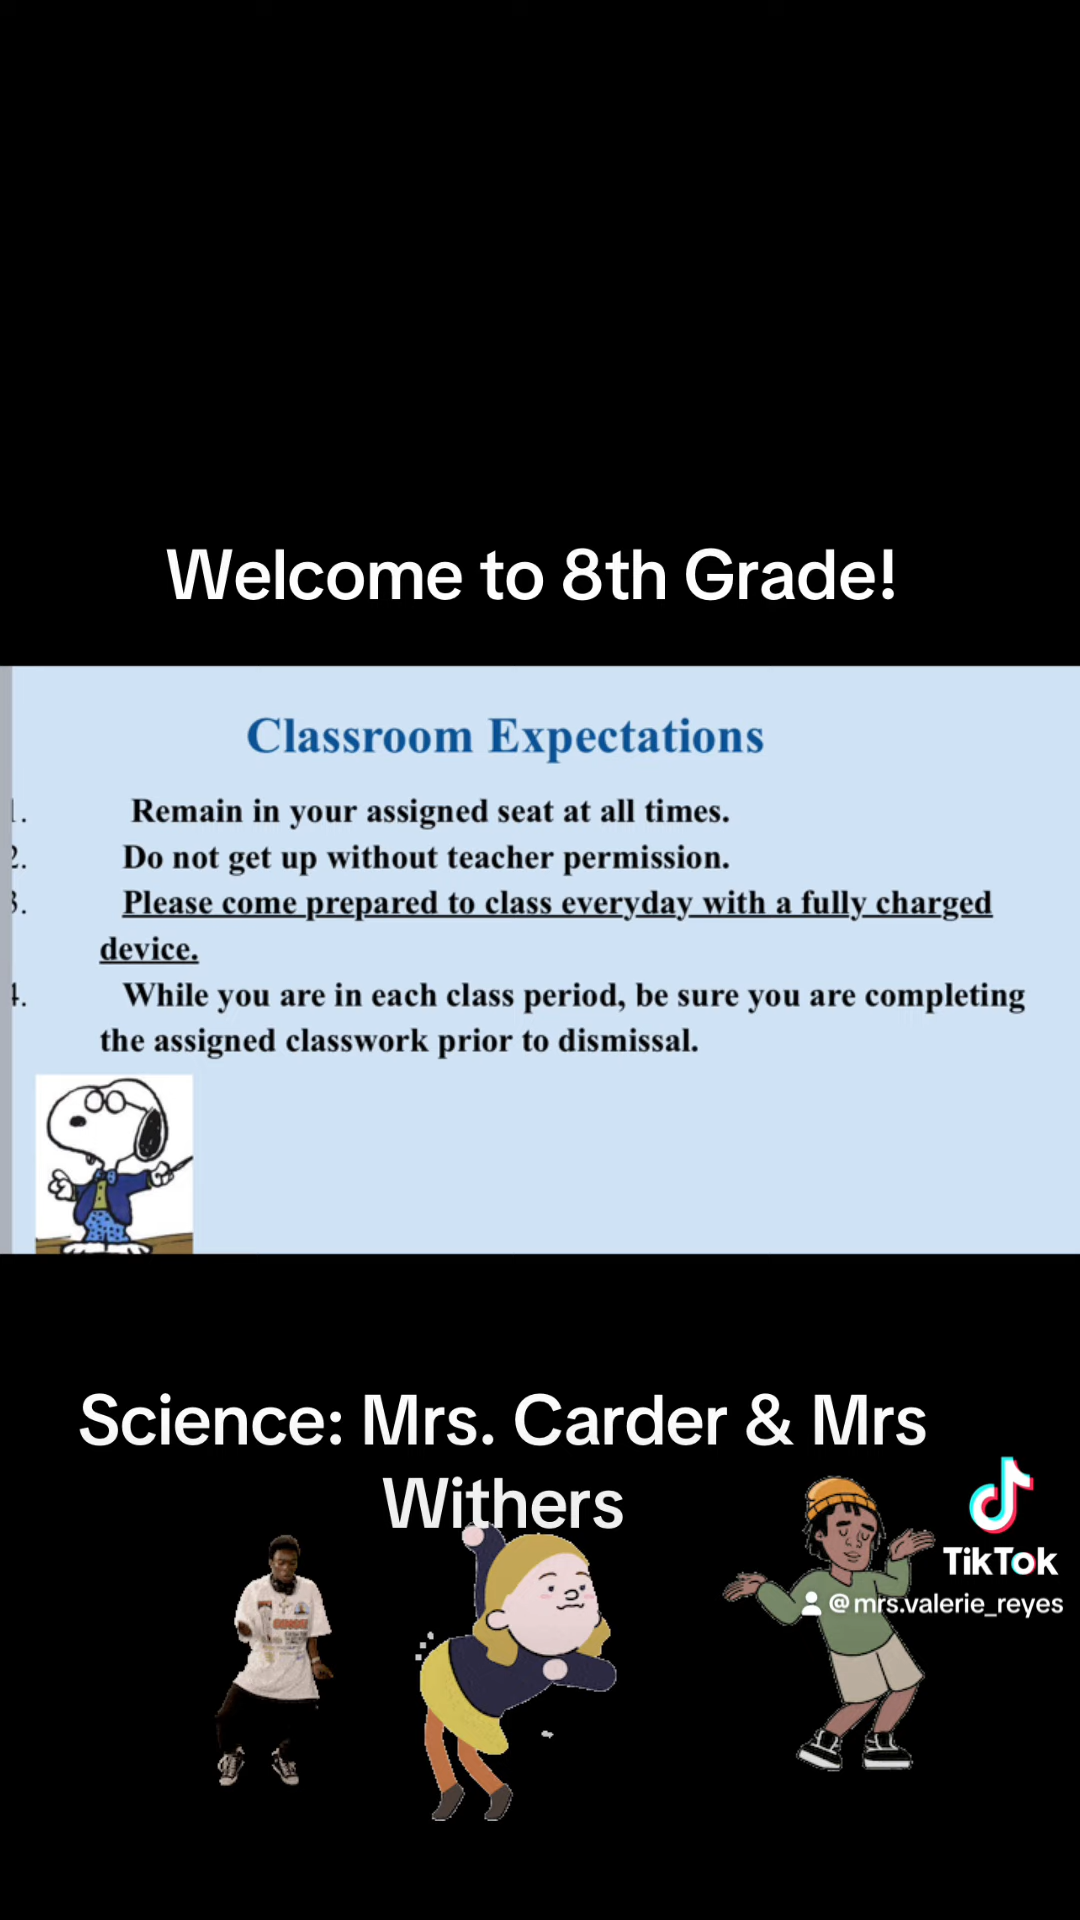 Welcome to 8th Grade!
Classroom Expectations
1. Remain in your assigned seat at all times.
2. Do not get up without teacher permission.
3. Please come prepared to class everyday with a fully charged
device.
4. While you are in each class period, be sure you are completing
the assigned classwork prior to dismissal.
Science: Mrs. Carder & Mrs
Withers
TikTok
@mrs.valerie_reyes